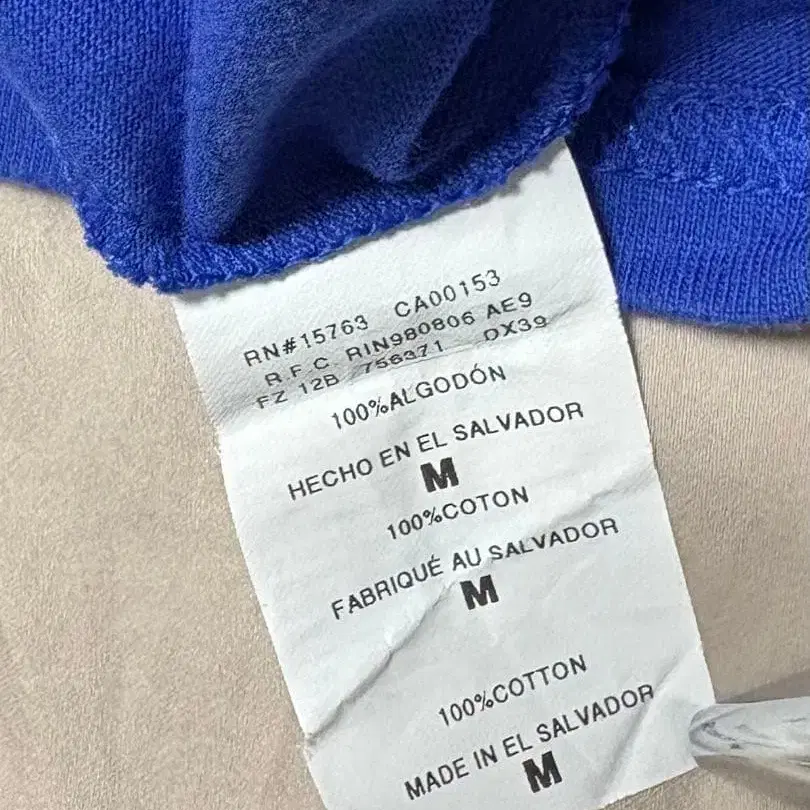 RN#15763 CA00153
R.F.C. RIN980806 AE9
FZ 12B 756371 DX39
100%ALGODÓN
HECHO EN EL SALVADOR
M
100%COTON
FABRIQUÉ AU SALVADOR
M
100%COTTON
MADE IN EL SALVADOR
M